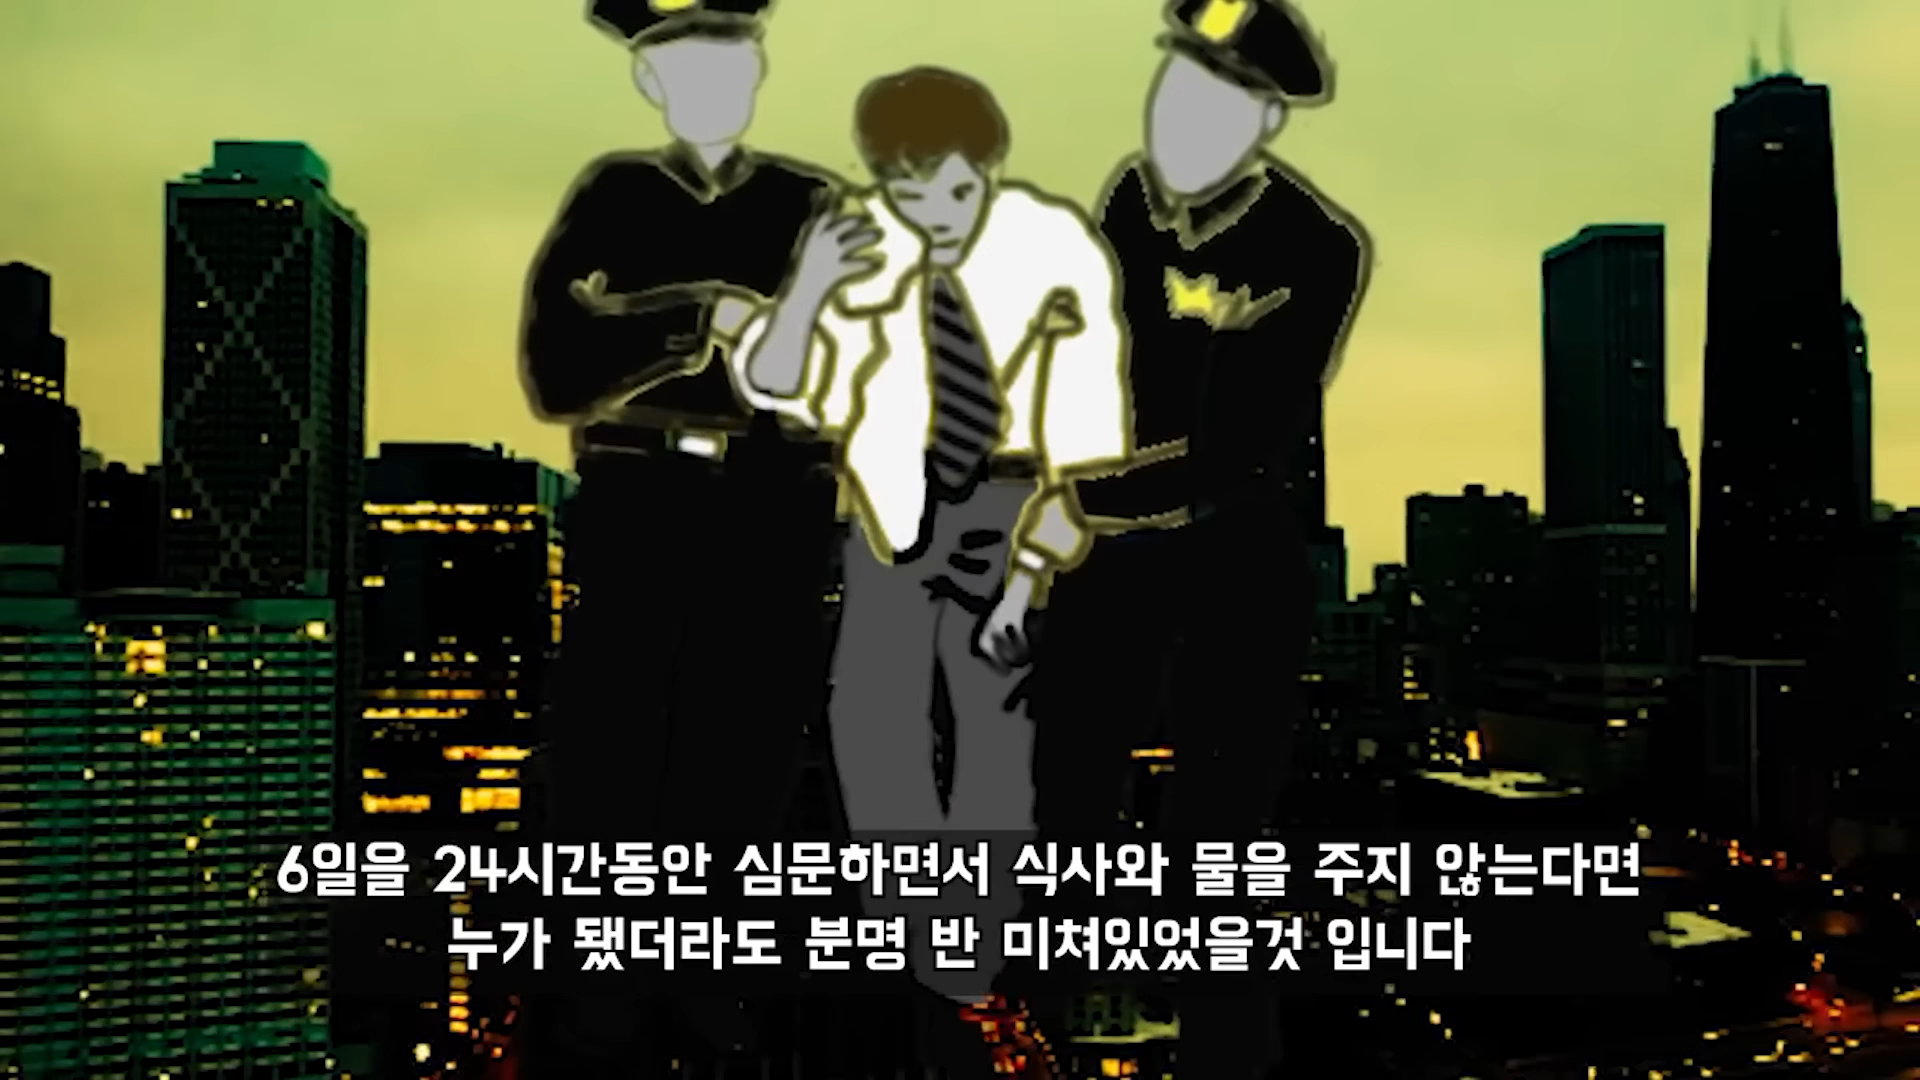 6일을 24시간동안 심문하면서 식사와 물을 주지 않는다면
누가 됐더라도 분명 반 미쳐있었을것 입니다